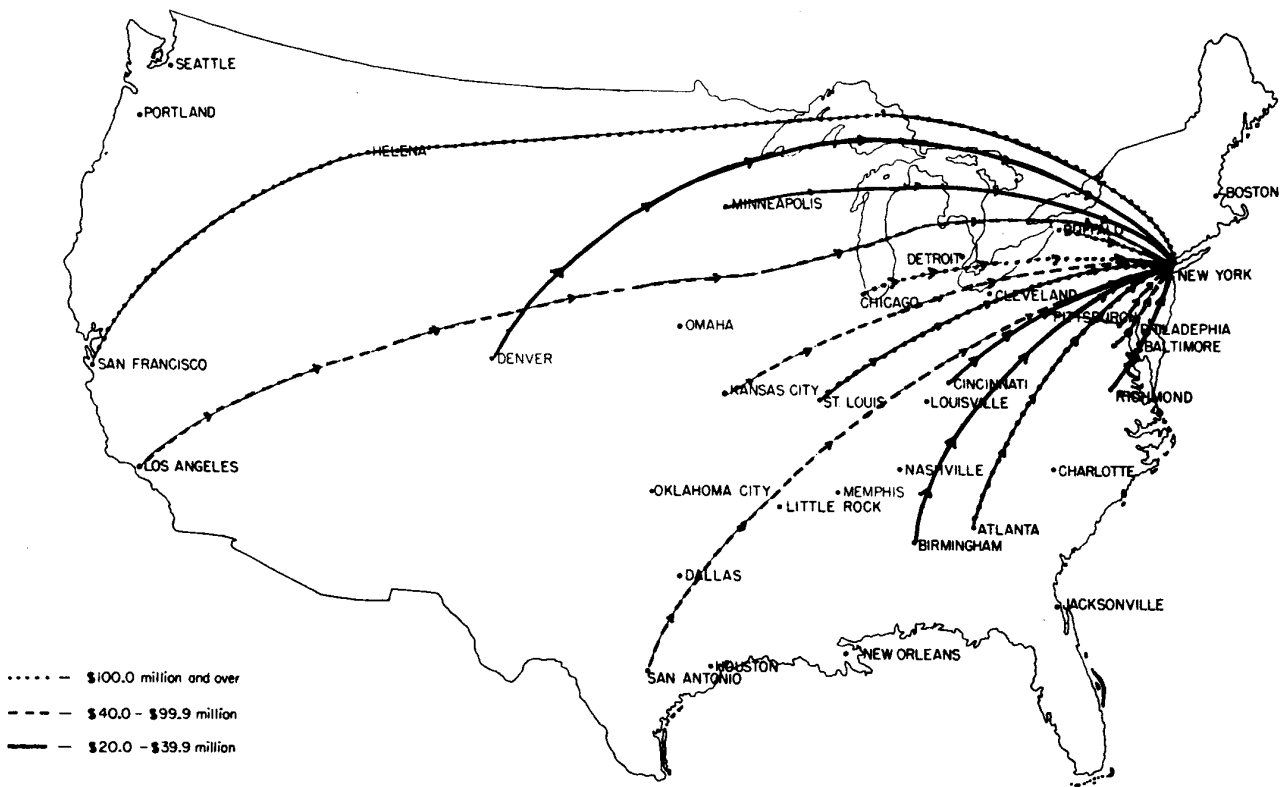 SEATTLE
PORTLAND
HELENA
MINNEAPOLIS
BOSTON
BUFFALO
DETROIT
NEW YORK
CHICAGO
CLEVELAND
OMAHA
PITTSBURGH
PHILADEPHIA
BALTIMORE
SAN FRANCISCO
DENVER
KANSAS CITY
ST LOUIS
CINCINNATI
LOUISVILLE
RICHMOND
LOS ANGELES
NASHVILLE
CHARLOTTE
OKLAHOMA CITY
MEMPHIS
LITTLE ROCK
ATLANTA
BIRMINGHAM
DALLAS
JACKSONVILLE
NEW ORLEANS
HOUSTON
SAN ANTONIO
— $100.0 million and over
— $40.0 - $99.9 million
— $20.0 - $39.9 million